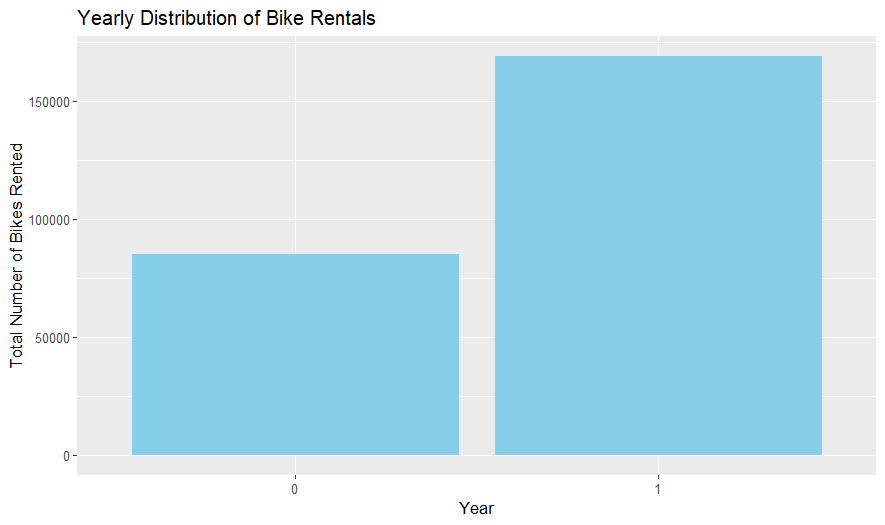 Yearly Distribution of Bike Rentals
Total Number of Bikes Rented
150000
100000
50000
0
0 1
Year